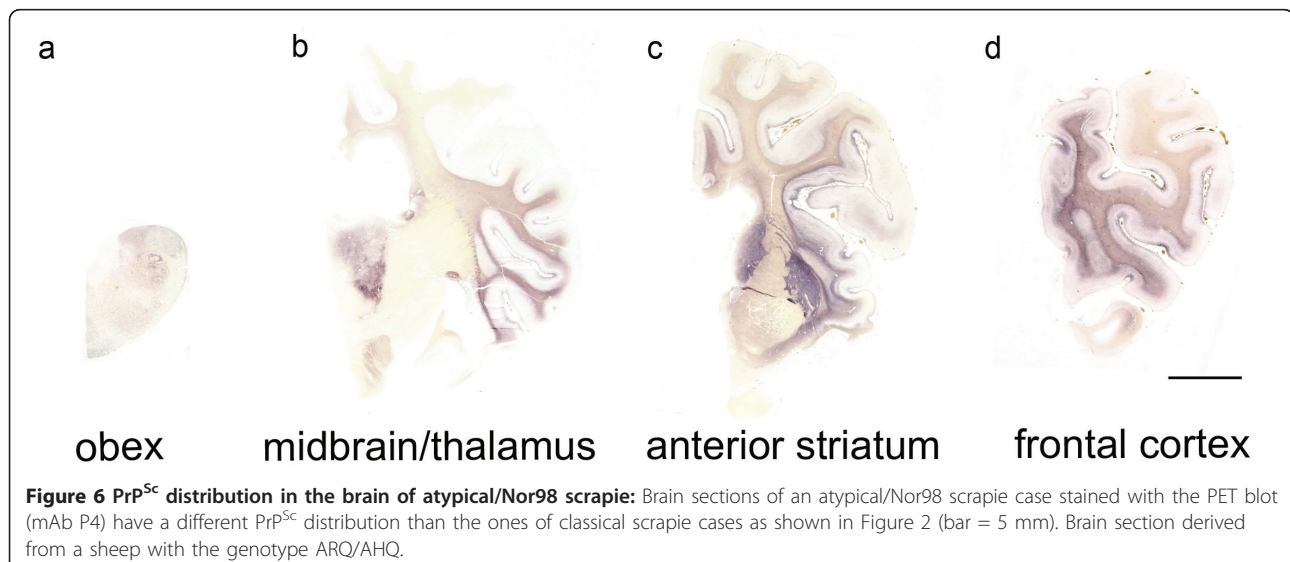 a b c d
obex midbrain/thalamus anterior striatum frontal cortex
Figure 6 PrPSc distribution in the brain of atypical/Nor98 scrapie: Brain sections of an atypical/Nor98 scrapie case stained with the PET blot
(mAb P4) have a different PrPSc distribution than the ones of classical scrapie cases as shown in Figure 2 (bar = 5 mm). Brain section derived
from a sheep with the genotype ARQ/AHQ.